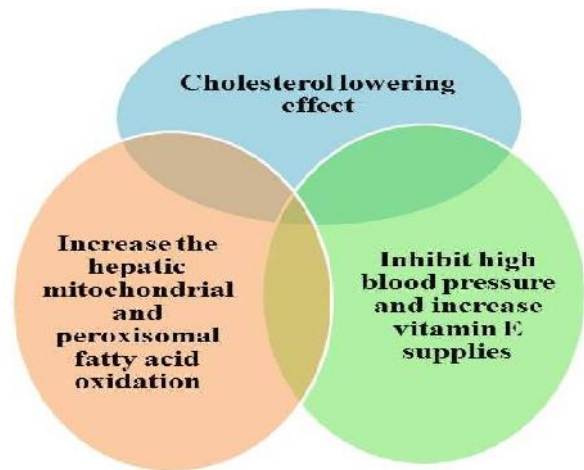 Cholesterol lowering
effect
Increase the
hepatic
mitochondrial
and
peroxisomal
fatty acid
oxidation
Inhibit high
blood pressure
and increase
vitamin E
supplies